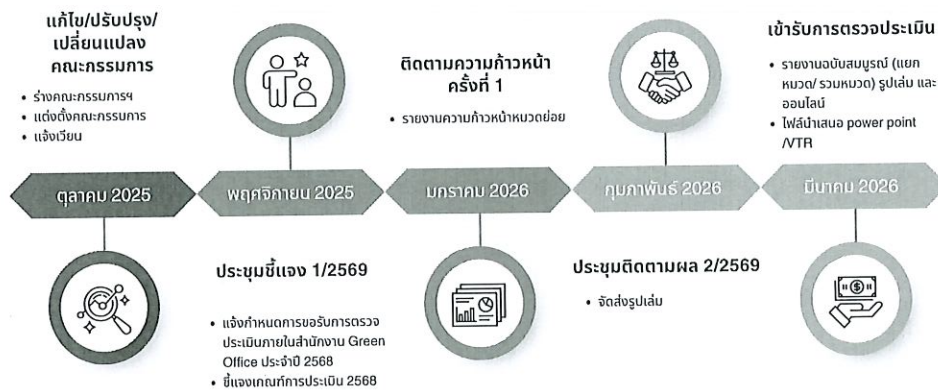 แก้ไข/ปรับปรุง/
เปลี่ยนแปลง
คณะกรรมการ
• ร่างคณะกรรมการฯ
• แต่งตั้งคณะกรรมการ
• แจ้งเวียน
ตุลาคม 2025
พฤศจิกายน 2025
ประชุมชี้แจง 1/2569
• แจ้งกำหนดการขอรับการตรวจ
ประเมินภายในสำนักงาน Green
Office ประจำปี 2568
• ชี้แจงเกณฑ์การประเมิน 2568
ติดตามความก้าวหน้า
ครั้งที่ 1
• รายงานความก้าวหน้าหมวดย่อย
มกราคม 2026
กุมภาพันธ์ 2026
ประชุมติดตามผล 2/2569
• จัดส่งรูปเล่ม
เข้ารับการตรวจประเมิน
• รายงานฉบับสมบูรณ์ (แยก
หมวด/ รวมหมวด) รูปเล่ม และ
ออนไลน์
• ไฟล์นำเสนอ power point
/VTR
มีนาคม 2026